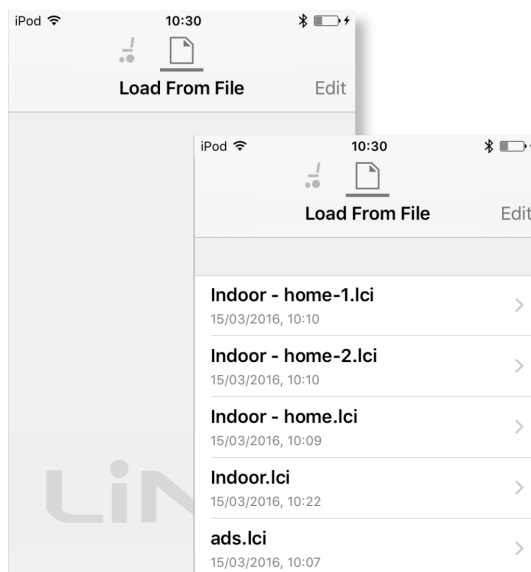 iPod 10:30
Load From File Edit
iPod 10:30
Load From File Edit
Indoor - home-1.lci
15/03/2016, 10:10
Indoor - home-2.lci
15/03/2016, 10:10
Indoor - home.lci
15/03/2016, 10:09
Indoor.lci
15/03/2016, 10:22
ads.lci
15/03/2016, 10:07